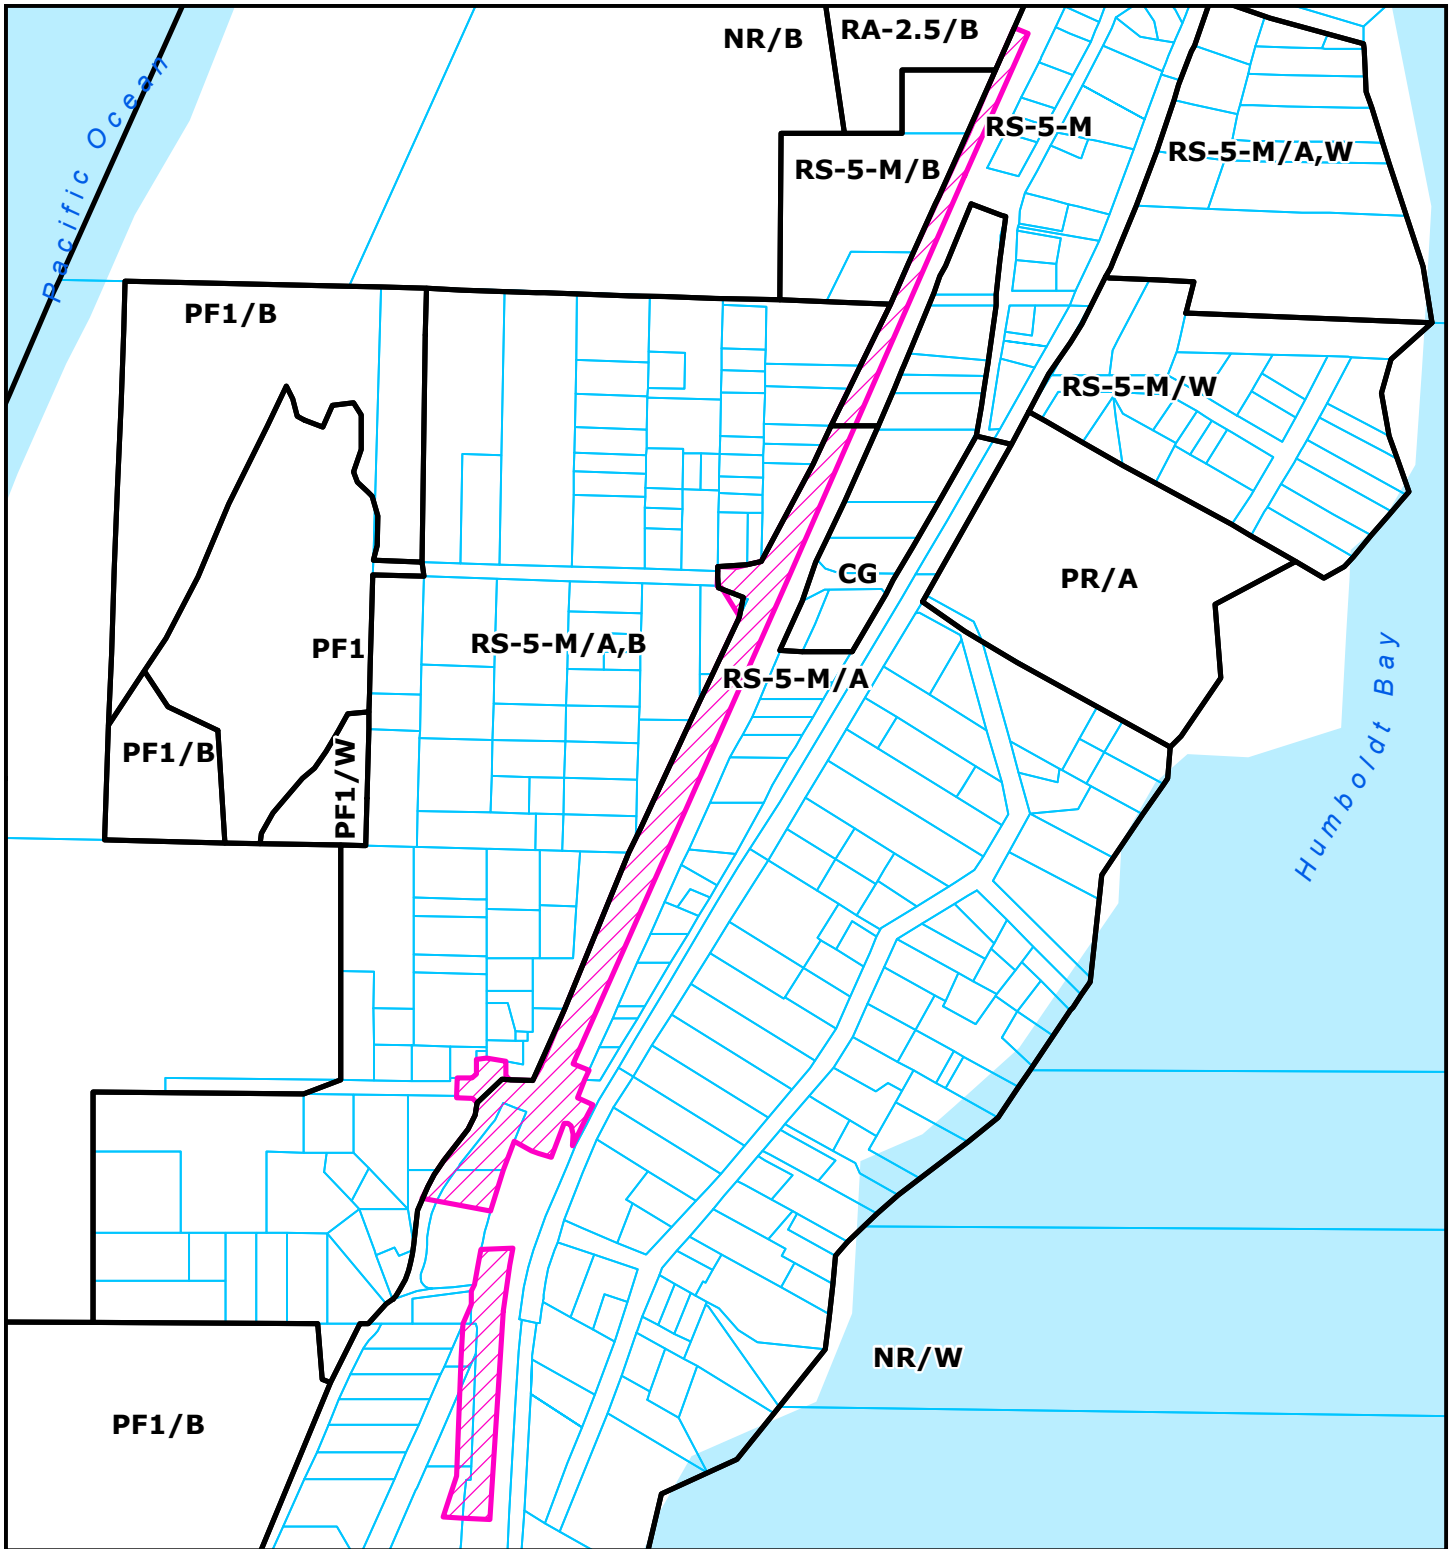 RA-2.5/B
NR/B
Pacific Ocean
RS-5-M
RS-5-M/A,W
RS-5-M/B
PF1/B
RS-5-M/W
CG
PR/A
RS-5-M/A,B
PF1
RS-5-M/A
Humboldt Bay
PF1/B
PF1/W
NR/W
PF1/B